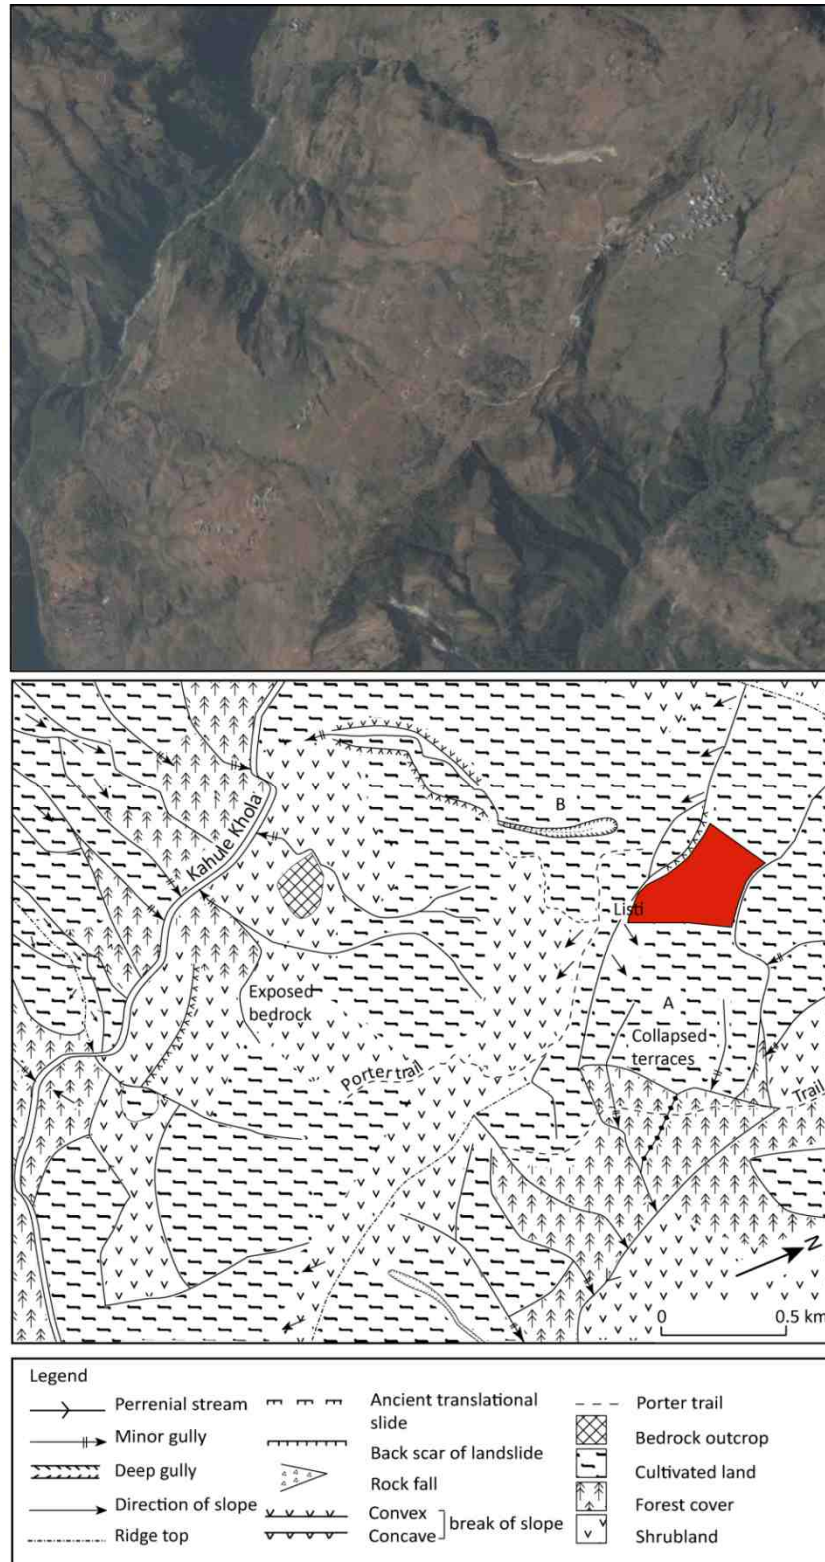 Kahule Khola
B
Listi
Exposed
bedrock
A
Collapsed
terraces
Porter trail
Trail
N
0 0.5 km
Legend
Perrenial stream
Minor gully
Deep gully
Direction of slope
Ridge top
Ancient translational
slide
Back scar of landslide
Rock fall
Convex
Concave
break of slope
Porter trail
Bedrock outcrop
Cultivated land
Forest cover
Shrubland